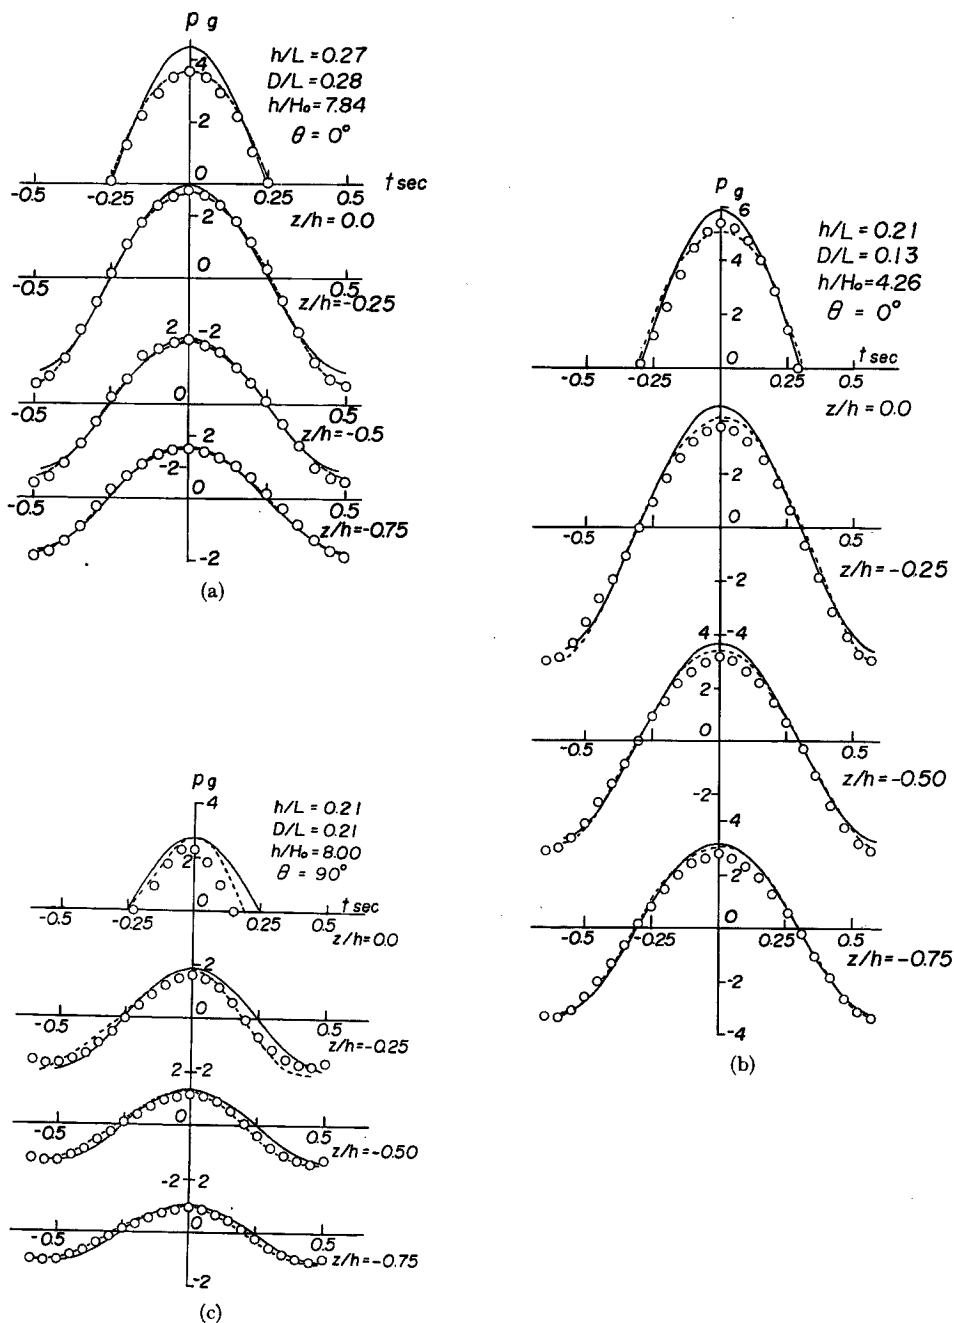 p g
h/L = 0.27
D/L = 0.28
h/H₀ = 7.84
θ = 0°
4
2
0
-0.5 -0.25 0.25 0.5 t sec
z/h = 0.0
2
0
-0.5 0.5
z/h = -0.25
2 -2
0
-0.5 0.5
z/h = -0.5
2
-2
0
-0.5 0.5
z/h = -0.75
-2
(a)
p g
h/L = 0.21
D/L = 0.13
h/H₀ = 4.26
θ = 0°
6
4
2
0
t sec
-0.5 -0.25 0.25 0.5
z/h = 0.0
2
0
-0.5 0.5
z/h = -0.25
-2
4 -4
2
0
-0.5 0.5
z/h = -0.50
-2
4
2
0
-0.5 -0.25 0.25 0.5
z/h = -0.75
-2
-4
(b)
p g
h/L = 0.21
D/L = 0.21
h/H₀ = 8.00
θ = 90°
4
2
0
t sec
-0.5 -0.25 0.25 0.5
z/h = 0.0
2
0
-0.5 0.5
z/h = -0.25
2 -2
0
-0.5 0.5
z/h = -0.50
-2 2
0
-0.5 0.5
z/h = -0.75
-2
(c)